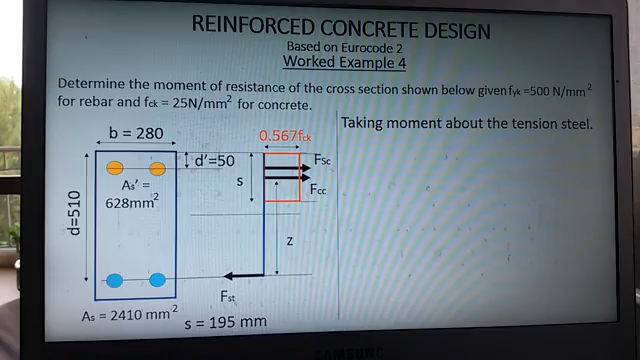 REINFORCED CONCRETE DESIGN
Based on Eurocode 2
Worked Example 4
Determine the moment of resistance of the cross section shown below given fyk =500 N/mm²
for rebar and fck = 25N/mm² for concrete.
Taking moment about the tension steel.
b = 280
0.567fck
d'=50
Fsc
As' =
628mm²
s
Fcc
d=510
z
Fst
As = 2410 mm²
s = 195 mm
SAMSUNG